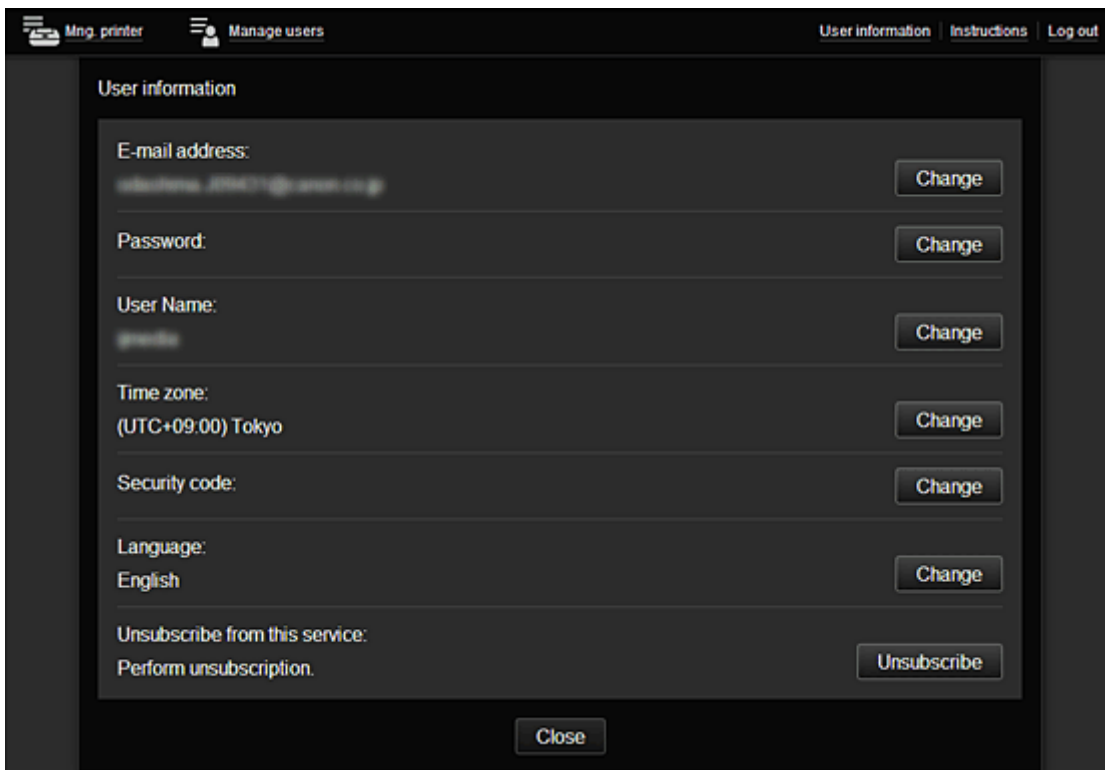 Mng. printer Manage users User information Instructions Log out
User information
E-mail address:
Change
Password:
Change
User Name:
Change
Time zone:
(UTC+09:00) Tokyo
Change
Security code:
Change
Language:
English
Change
Unsubscribe from this service:
Perform unsubscription.
Unsubscribe
Close